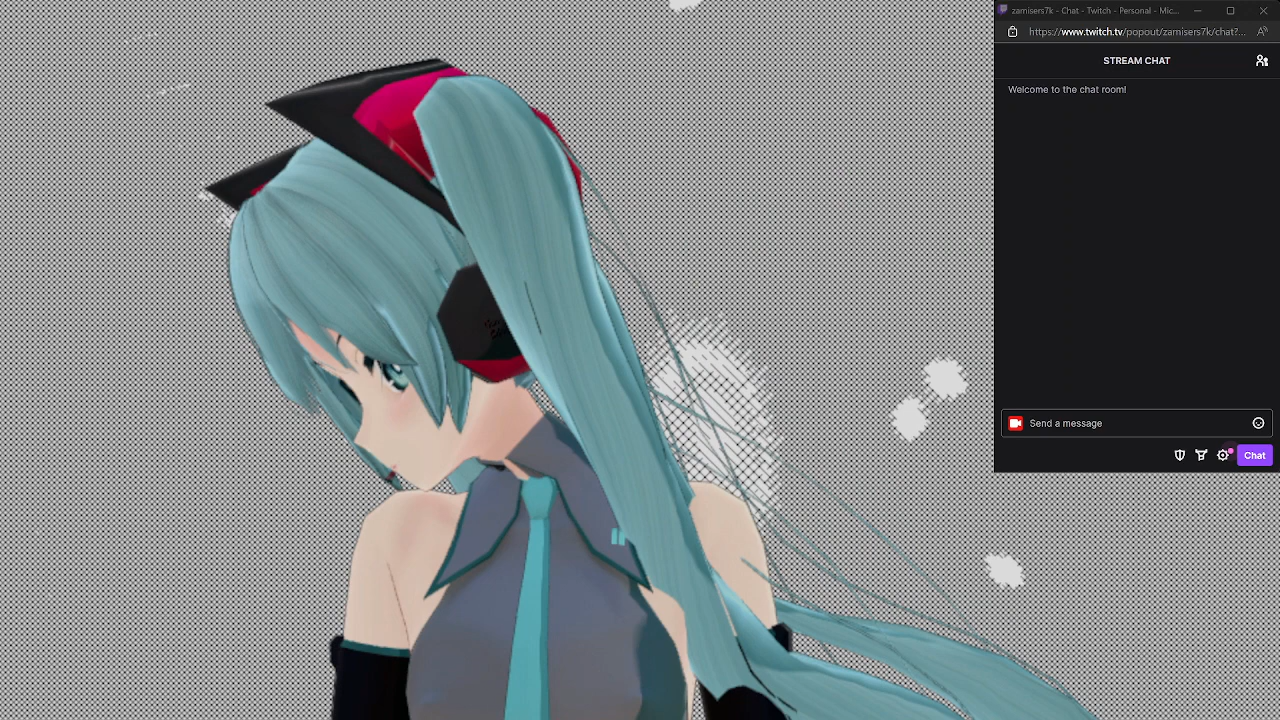 zamisers7k - Chat - Twitch - Personal - Mic...
https://www.twitch.tv/popout/zamisers7k/chat?...
STREAM CHAT
Welcome to the chat room!
Send a message
Chat